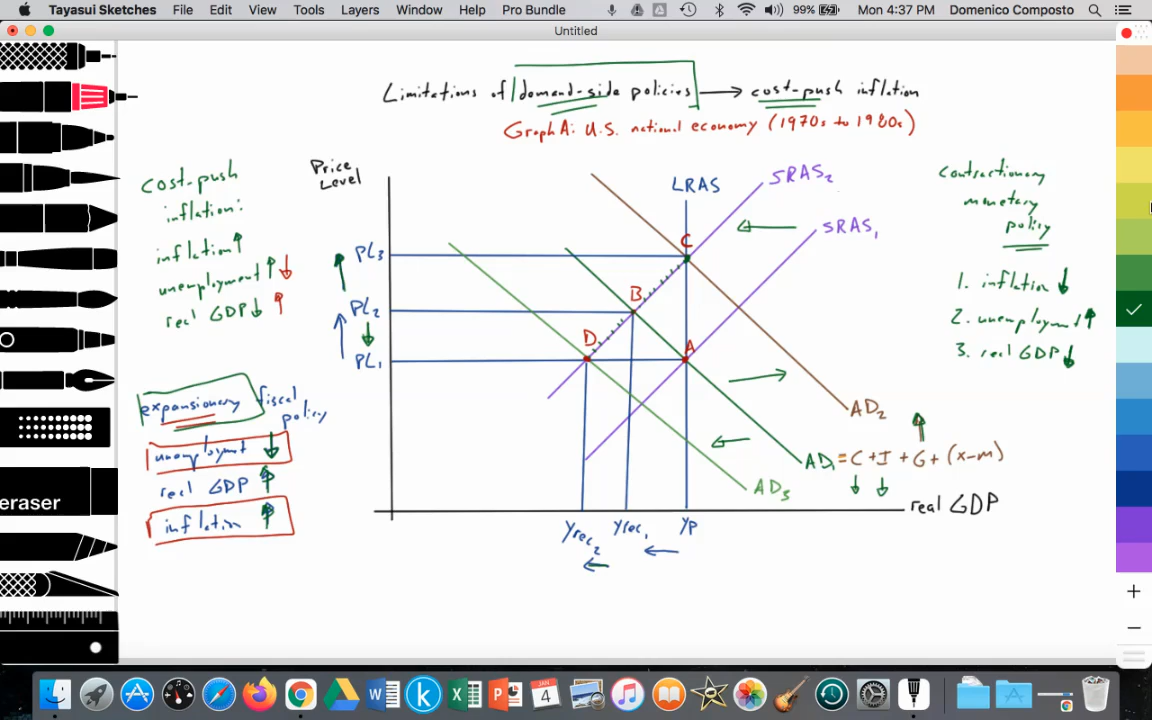 Tayasui Sketches File Edit View Tools Layers Window Help Pro Bundle 99% Mon 4:37 PM Domenico Composto
Untitled
Limitations of demand-side policies → cost-push inflation
Graph A: U.S. national economy (1970s to 1980s)
cost-push
inflation:
inflation ↑
unemployment ↑ ↓
real GDP ↓ ↑
expansionary fiscal
policy
unemployment ↓
real GDP ↑
inflation ↑
Price
Level
PL3
PL2
PL1
LRAS
SRAS2
SRAS1
C
B
D
A
AD2
AD1 = C + I + G + (x-m)
AD3
real GDP
Yrec2
Yrec1
YP
contractionary
monetary
policy
1. inflation ↓
2. unemployment ↑
3. real GDP ↓
eraser
JAN
4